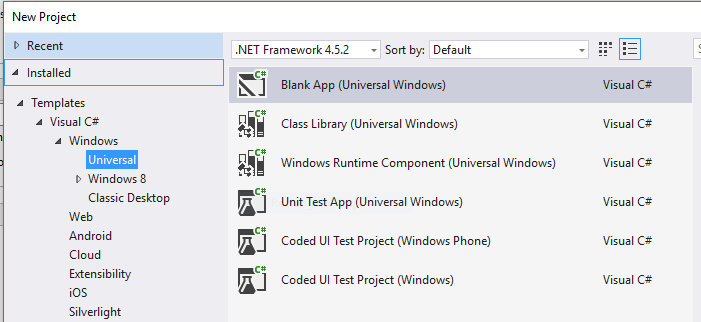 New Project
Recent
Installed
.NET Framework 4.5.2
Sort by: Default
Templates
Visual C#
Windows
Universal
Windows 8
Classic Desktop
Web
Android
Cloud
Extensibility
iOS
Silverlight
C# Blank App (Universal Windows) Visual C#
C# Class Library (Universal Windows) Visual C#
C# Windows Runtime Component (Universal Windows) Visual C#
C# Unit Test App (Universal Windows) Visual C#
C# Coded UI Test Project (Windows Phone) Visual C#
C# Coded UI Test Project (Windows) Visual C#